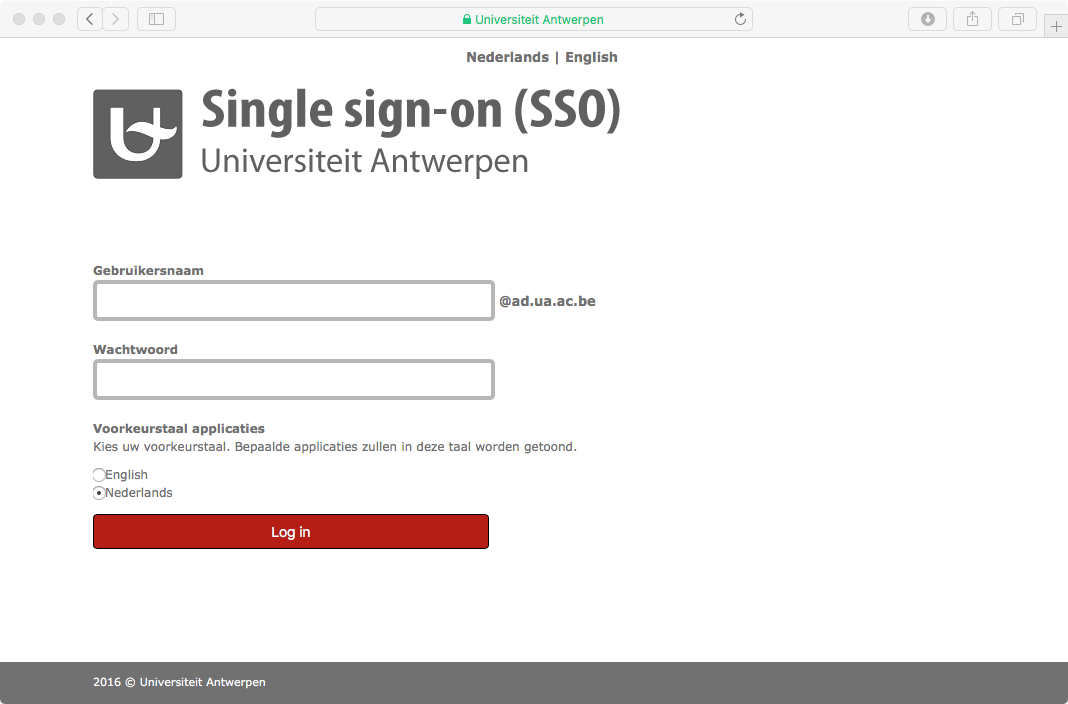 Universiteit Antwerpen
Nederlands | English
Single sign-on (SSO)
Universiteit Antwerpen
Gebruikersnaam
@ad.ua.ac.be
Wachtwoord
Voorkeurstaal applicaties
Kies uw voorkeurstaal. Bepaalde applicaties zullen in deze taal worden getoond.
English
Nederlands
Log in
2016 © Universiteit Antwerpen